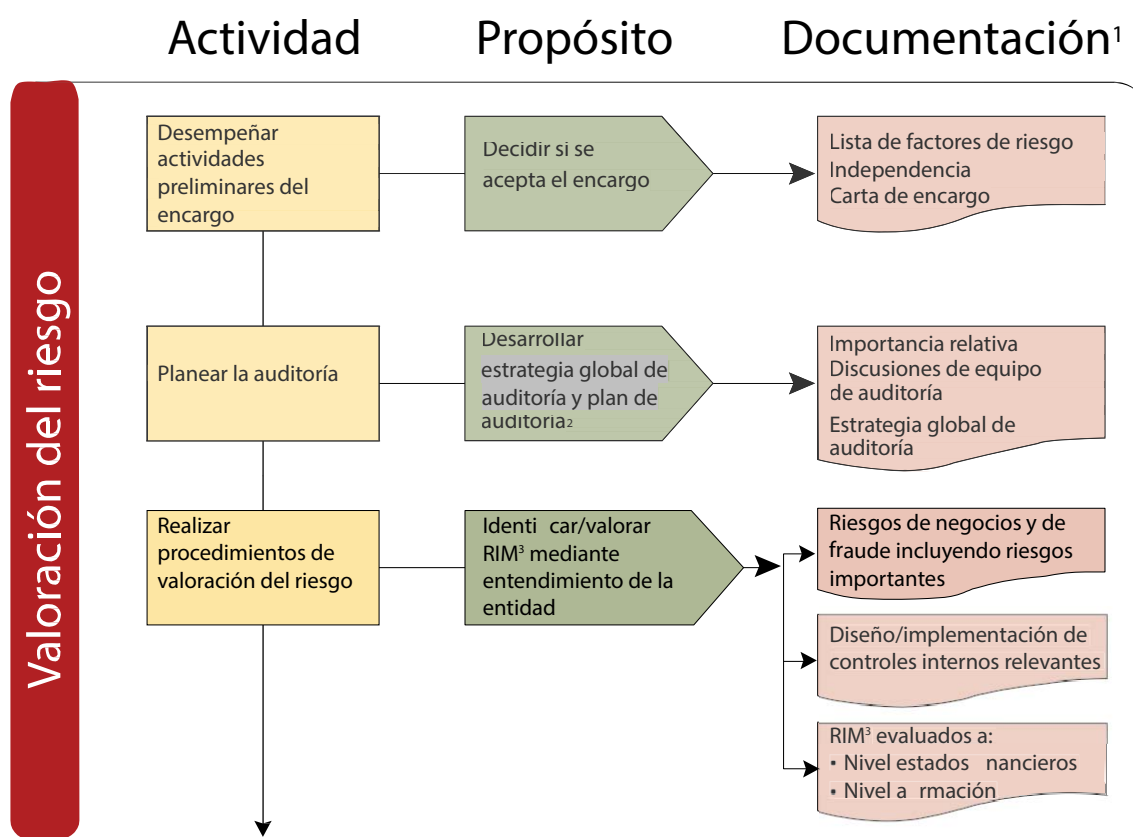 Actividad
Propósito
Documentación¹
Valoración del riesgo
Desempeñar
actividades
preliminares del
encargo
Decidir si se
acepta el encargo
Lista de factores de riesgo
Independencia
Carta de encargo
Planear la auditoría
Desarrollar
estrategia global de
auditoría y plan de
auditoría²
Importancia relativa
Discusiones de equipo
de auditoría
Estrategia global de
auditoría
Realizar
procedimientos de
valoración del riesgo
Identi car/valorar
RIM³ mediante
entendimiento de la
entidad
Riesgos de negocios y de
fraude incluyendo riesgos
importantes
Diseño/implementación de
controles internos relevantes
RIM³ evaluados a:
• Nivel estados nancieros
• Nivel a rmación